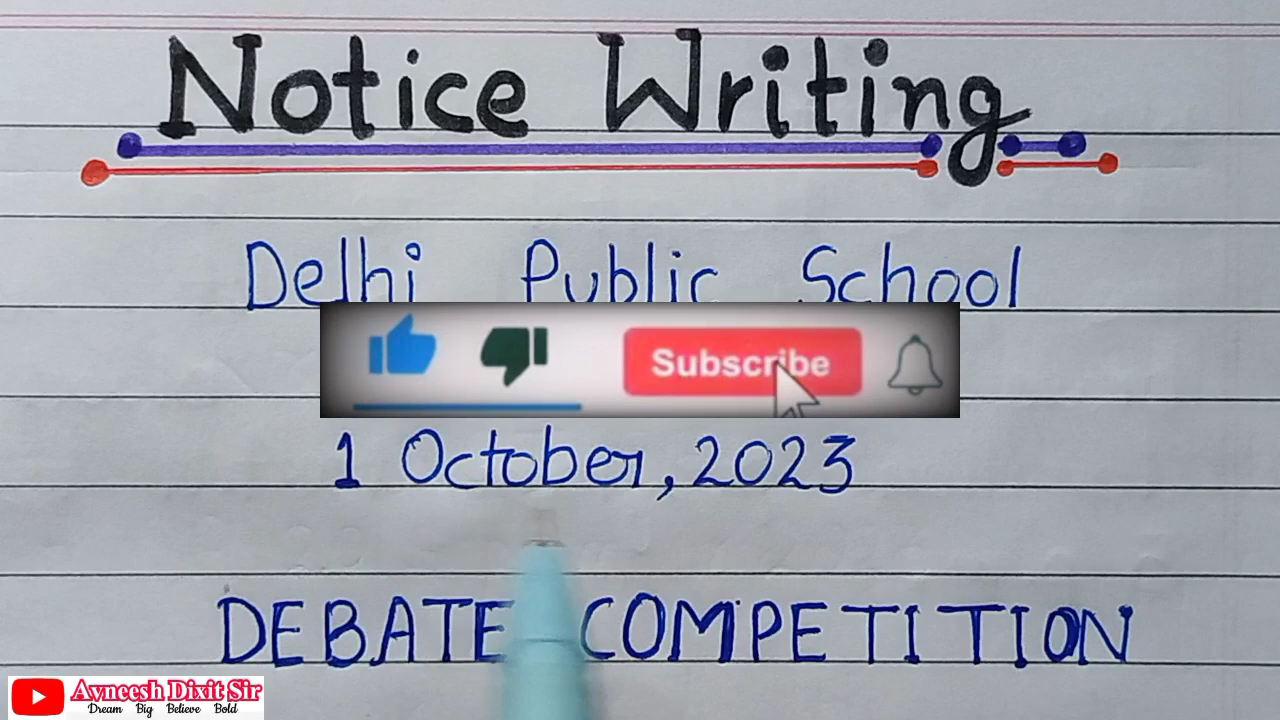 Notice Writing
Delhi Public School
Subscribe
1 October, 2023
DEBATE COMPETITION
Avneesh Dixit Sir
Dream Big Believe Bold